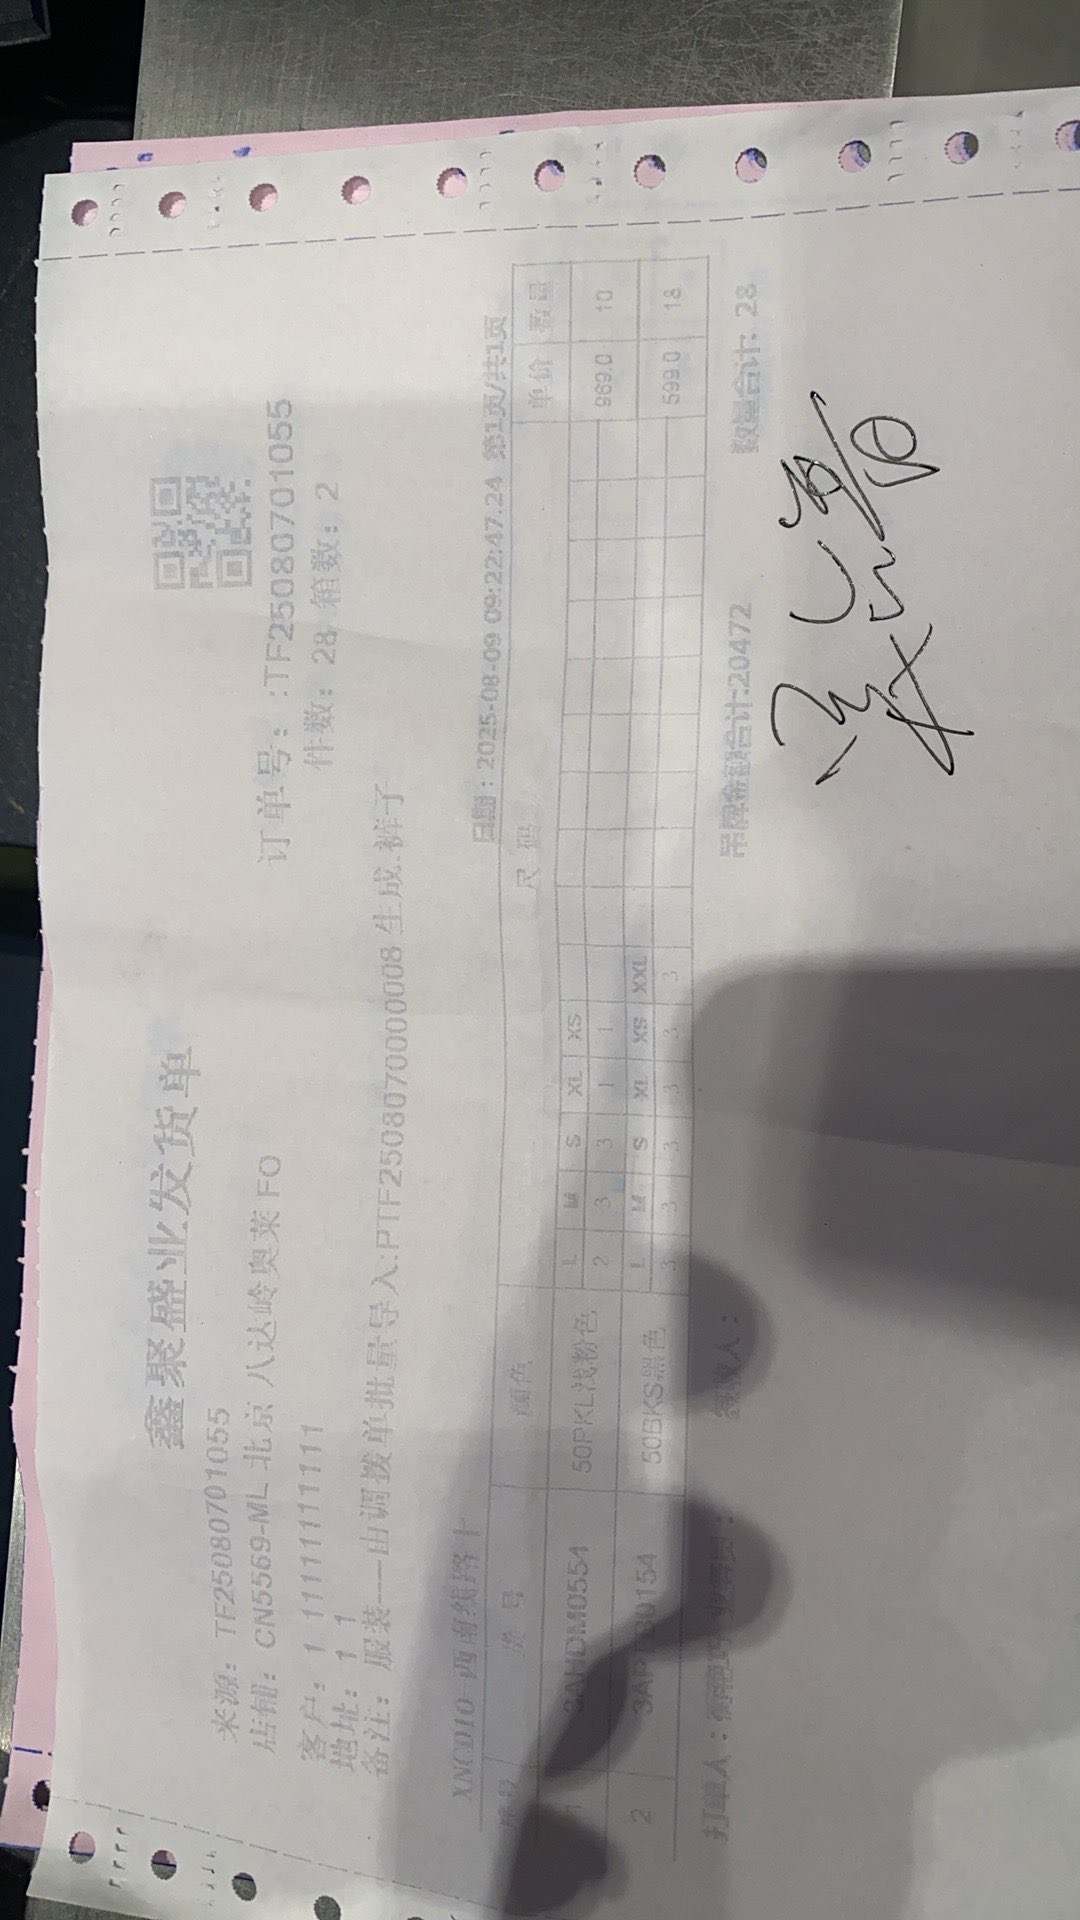 鑫聚盛业发货单
来源: TF25080701055
订单号: :TF25080701055
店铺: CN5569-ML 北京 八达岭奥莱 FO
件数: 28 箱数: 2
客户: 1 11111111111
地址: 1 1
备注: 服装----由调拨单批量导入:PTF25080700000008 生成.裤子
XNCD10-西南线路十
日期：2025-08-09 09:22:47.24 第1页/共1页
序号 货号 颜色 尺码 单价 数量
L M S XL XS
1 3AHDM0554 50PKL浅粉色 2 3 3 1 1 969.0 10
L M S XL XS XXL
2 50BKS黑色 3 3 3 3 3 3 599.0 18
打单人： 吊牌金额合计:20472 数量合计: 28